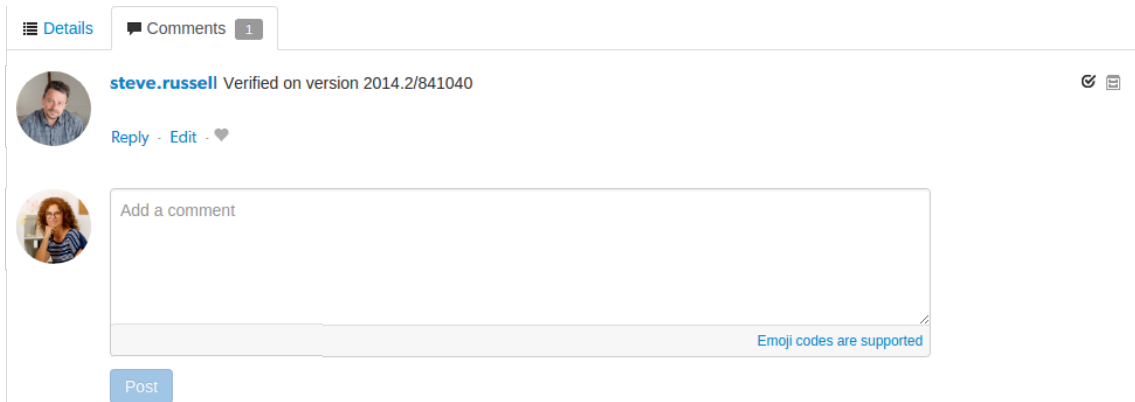 Details Comments 1
steve.russell Verified on version 2014.2/841040
Reply - Edit -
Add a comment
Emoji codes are supported
Post